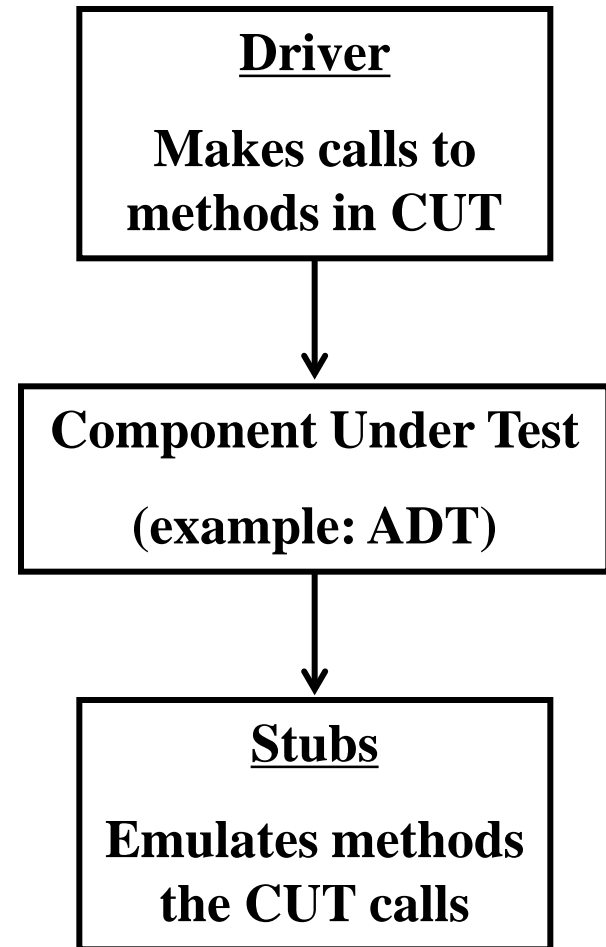 Driver
Makes calls to
methods in CUT
Component Under Test
(example: ADT)
Stubs
Emulates methods
the CUT calls